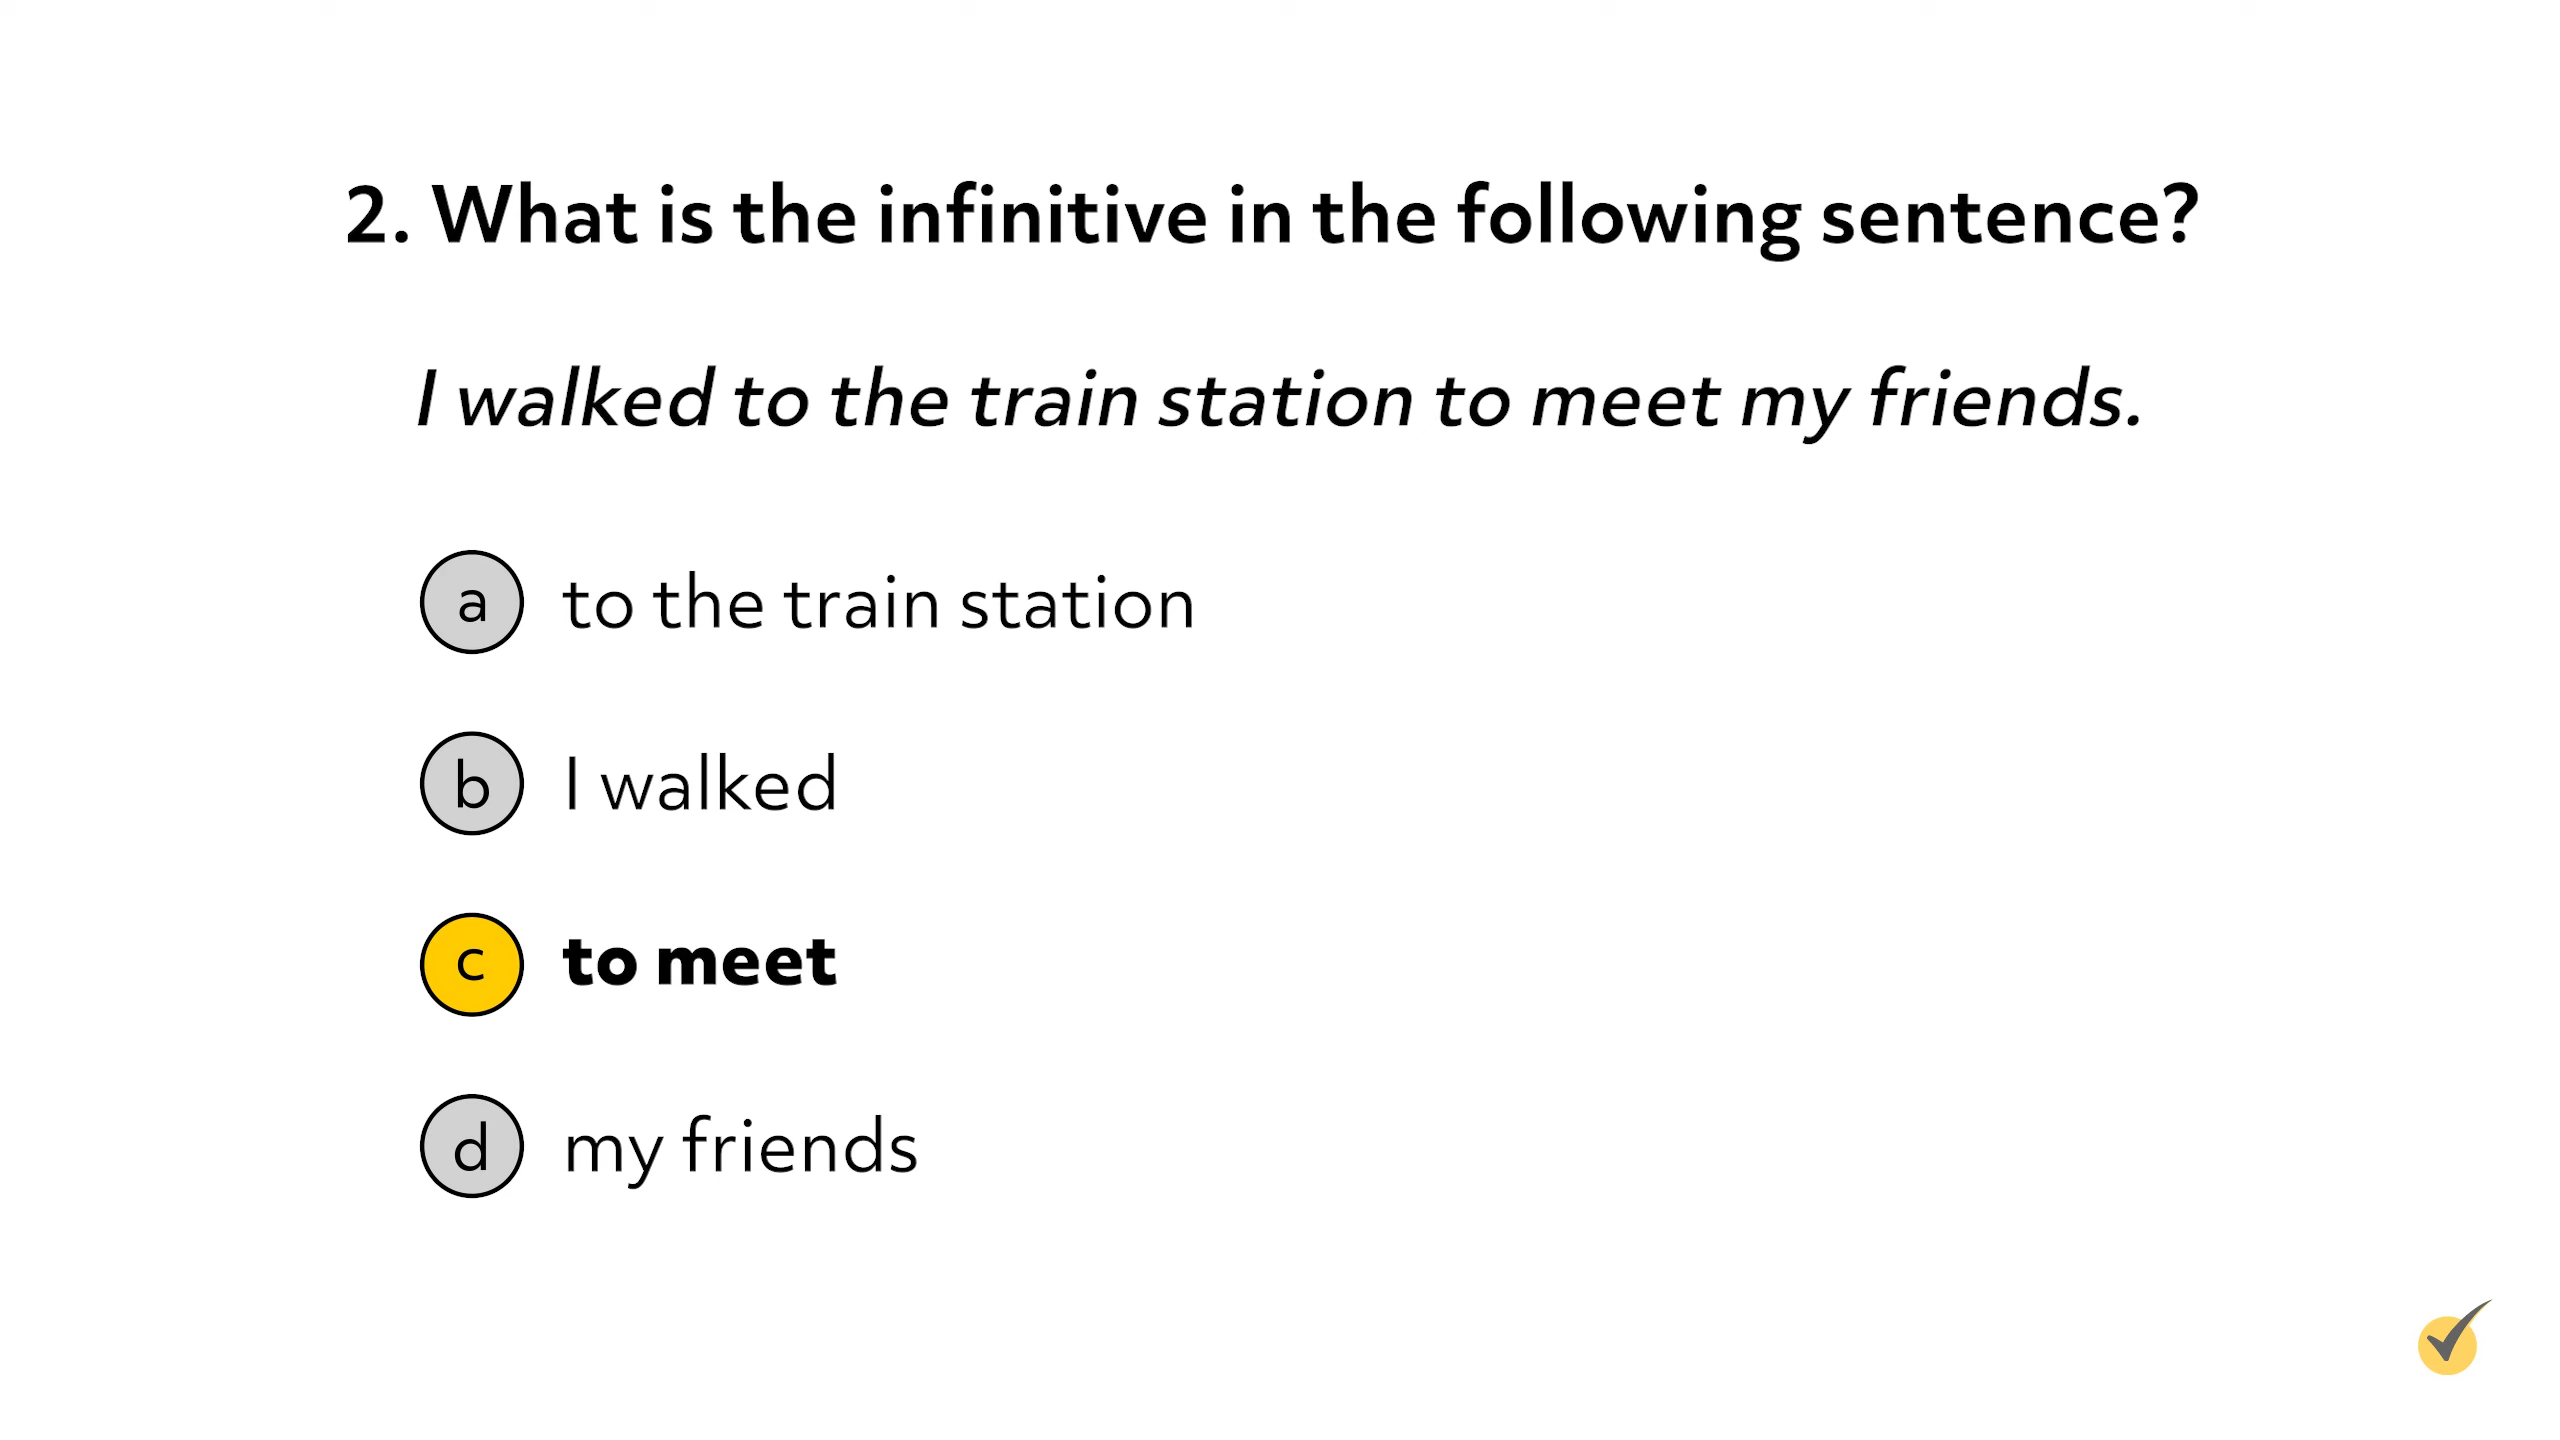 2. What is the infinitive in the following sentence?
I walked to the train station to meet my friends.
a to the train station
b I walked
c to meet
d my friends